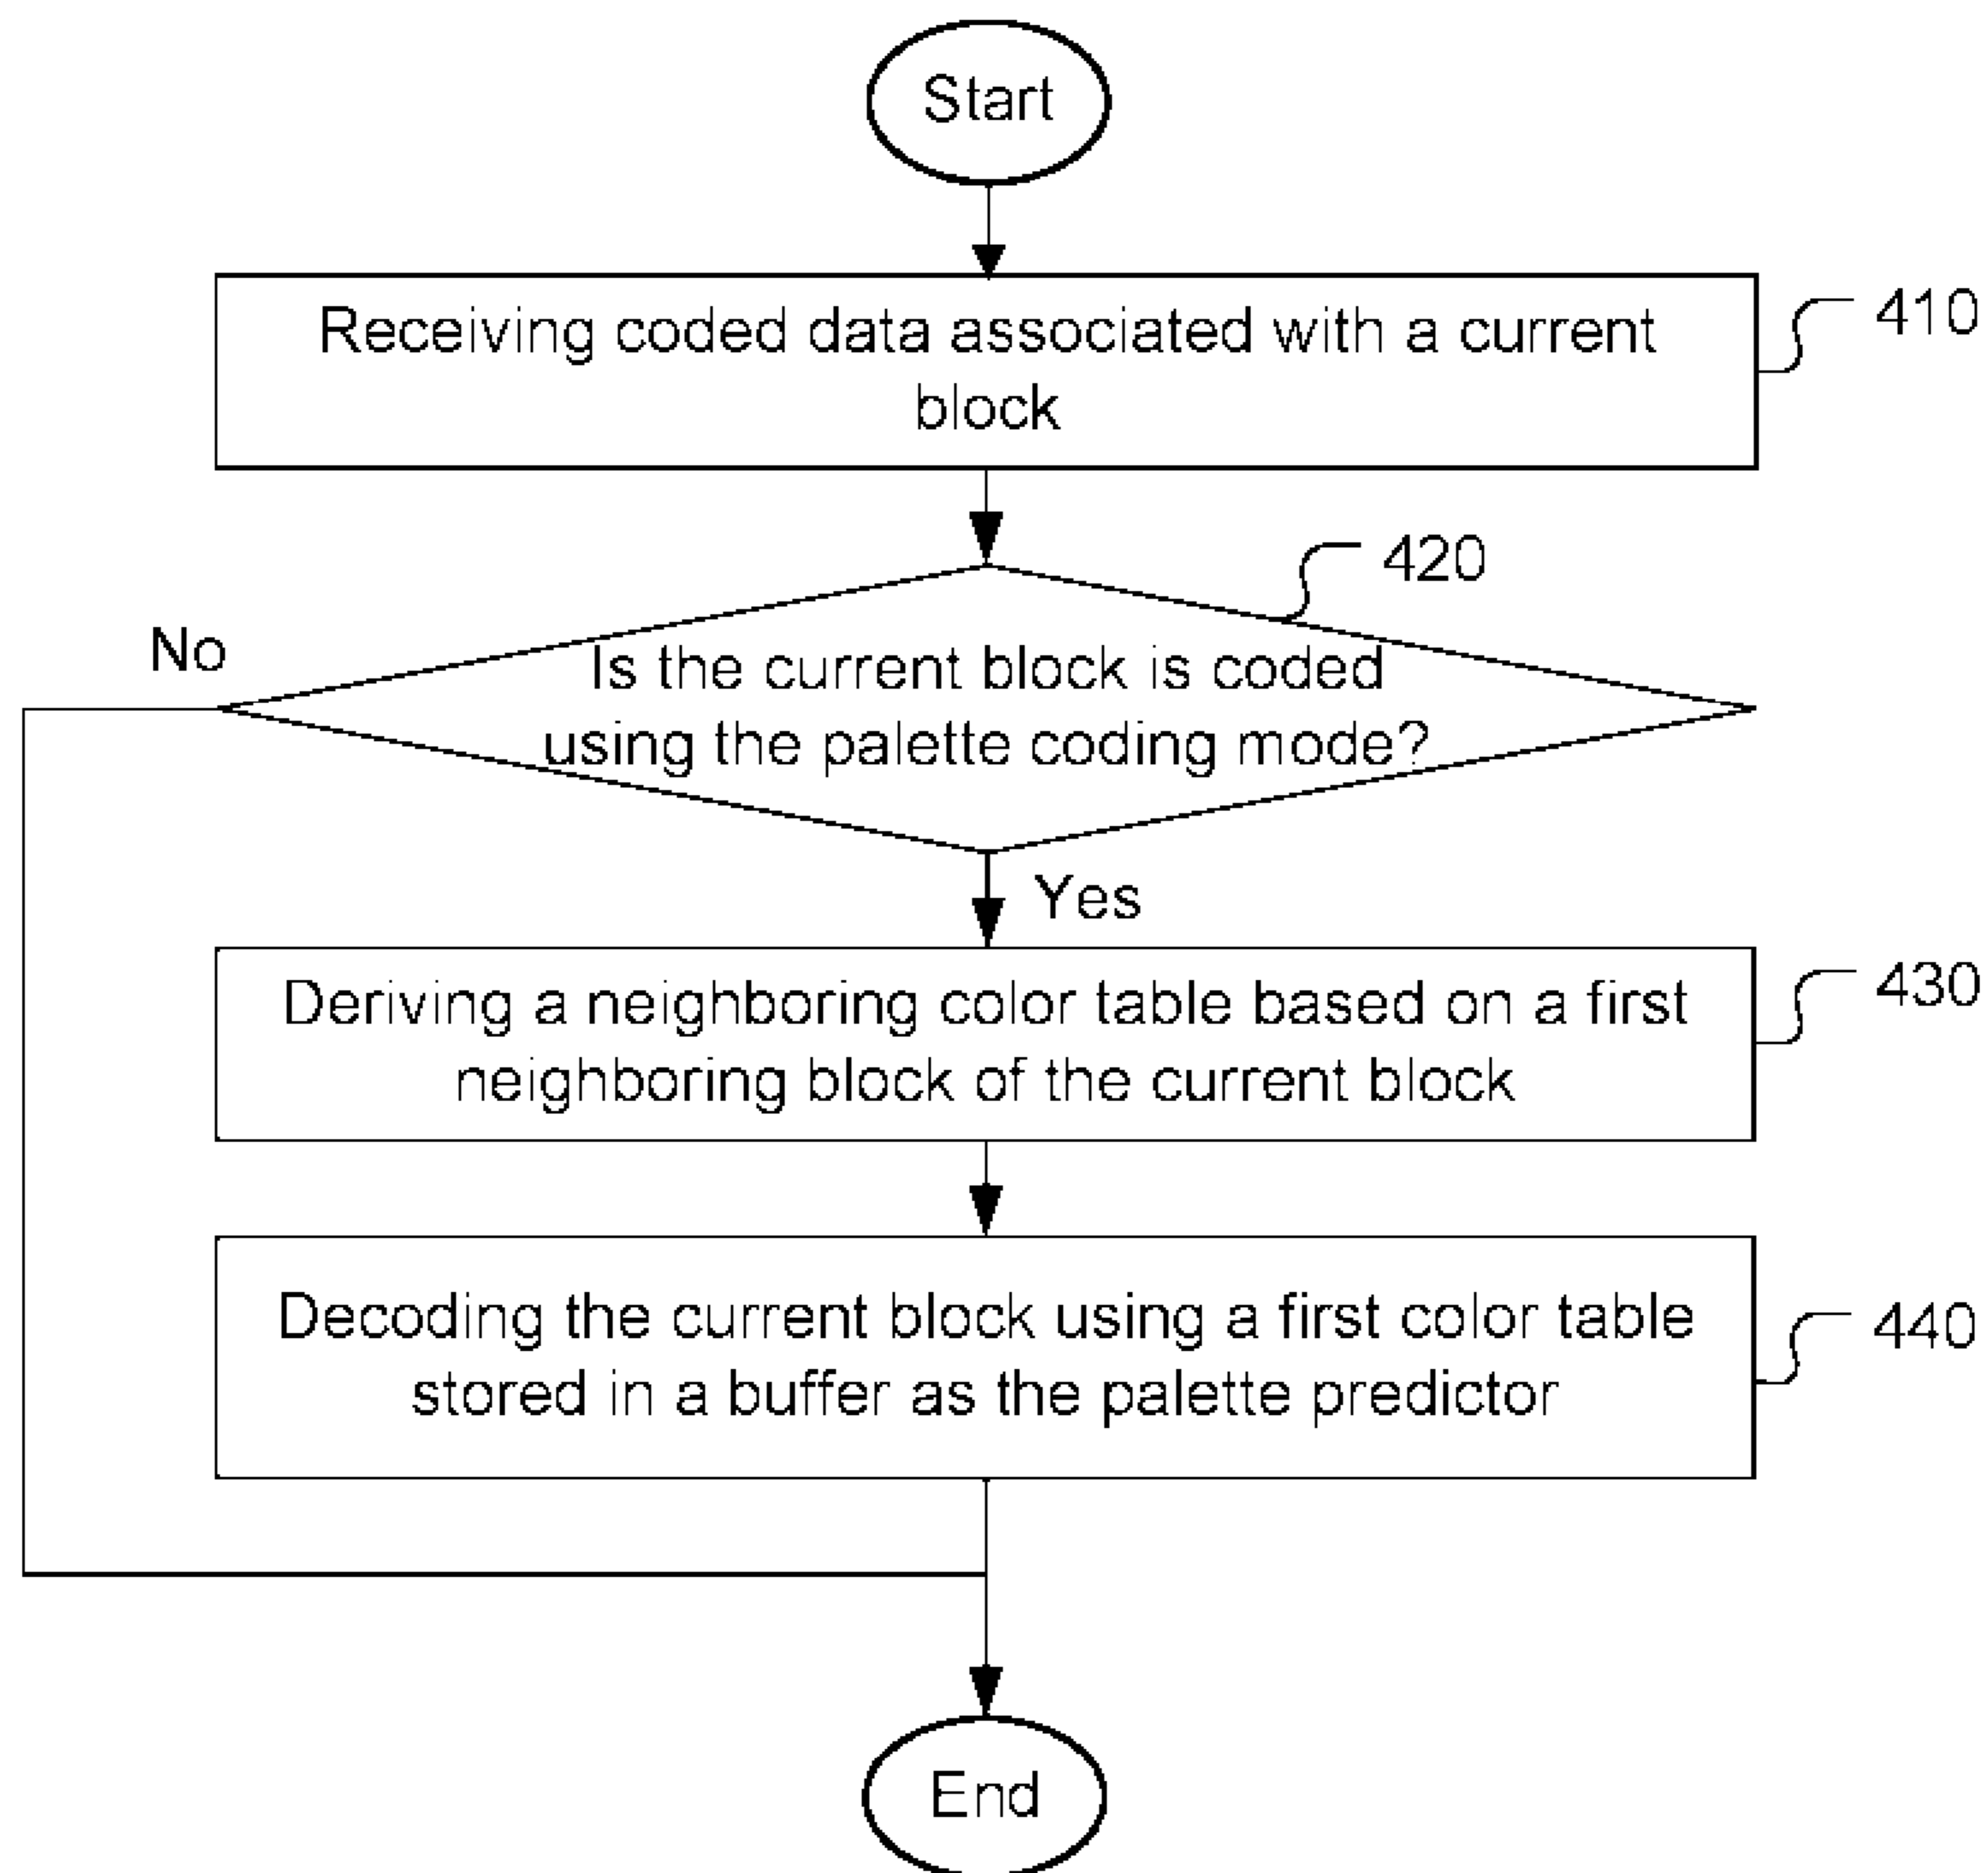 Start
Receiving coded data associated with a current
block
410
420
No
Is the current block is coded
using the palette coding mode?
Yes
Deriving a neighboring color table based on a first
neighboring block of the current block
430
Decoding the current block using a first color table
stored in a buffer as the palette predictor
440
End